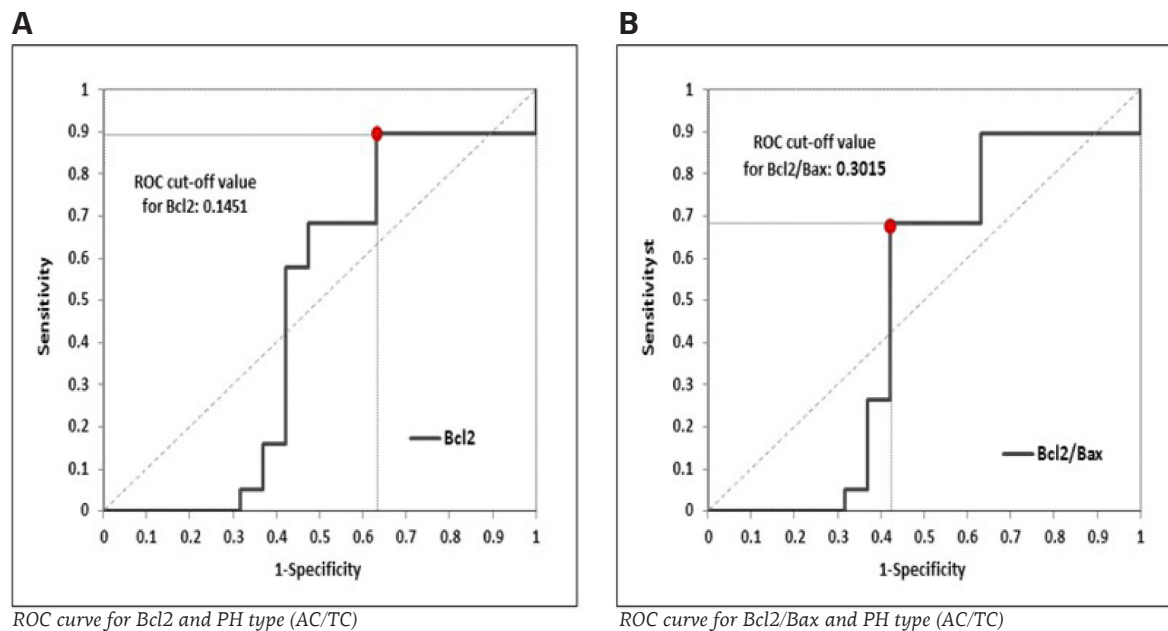 A
1
0.9
0.8
0.7
0.6
0.5
0.4
0.3
0.2
0.1
0
Sensitivity
ROC cut-off value
for Bcl2: 0.1451
Bcl2
0 0.1 0.2 0.3 0.4 0.5 0.6 0.7 0.8 0.9 1
1-Specificity
ROC curve for Bcl2 and PH type (AC/TC)
B
1
0.9
0.8
0.7
0.6
0.5
0.4
0.3
0.2
0.1
0
Sensitivity st
ROC cut-off value
for Bcl2/Bax: 0.3015
Bcl2/Bax
0 0.1 0.2 0.3 0.4 0.5 0.6 0.7 0.8 0.9 1
1-Specificity
ROC curve for Bcl2/Bax and PH type (AC/TC)